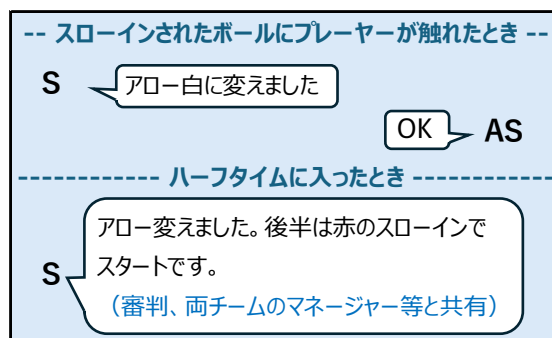 -- スローインされたボールにプレーヤーが触れたとき --
S アロー白に変えました
OK AS
------------ ハーフタイムに入ったとき ------------
アロー変えました。後半は赤のスローインで
S スタートです。
（審判、両チームのマネージャー等と共有）